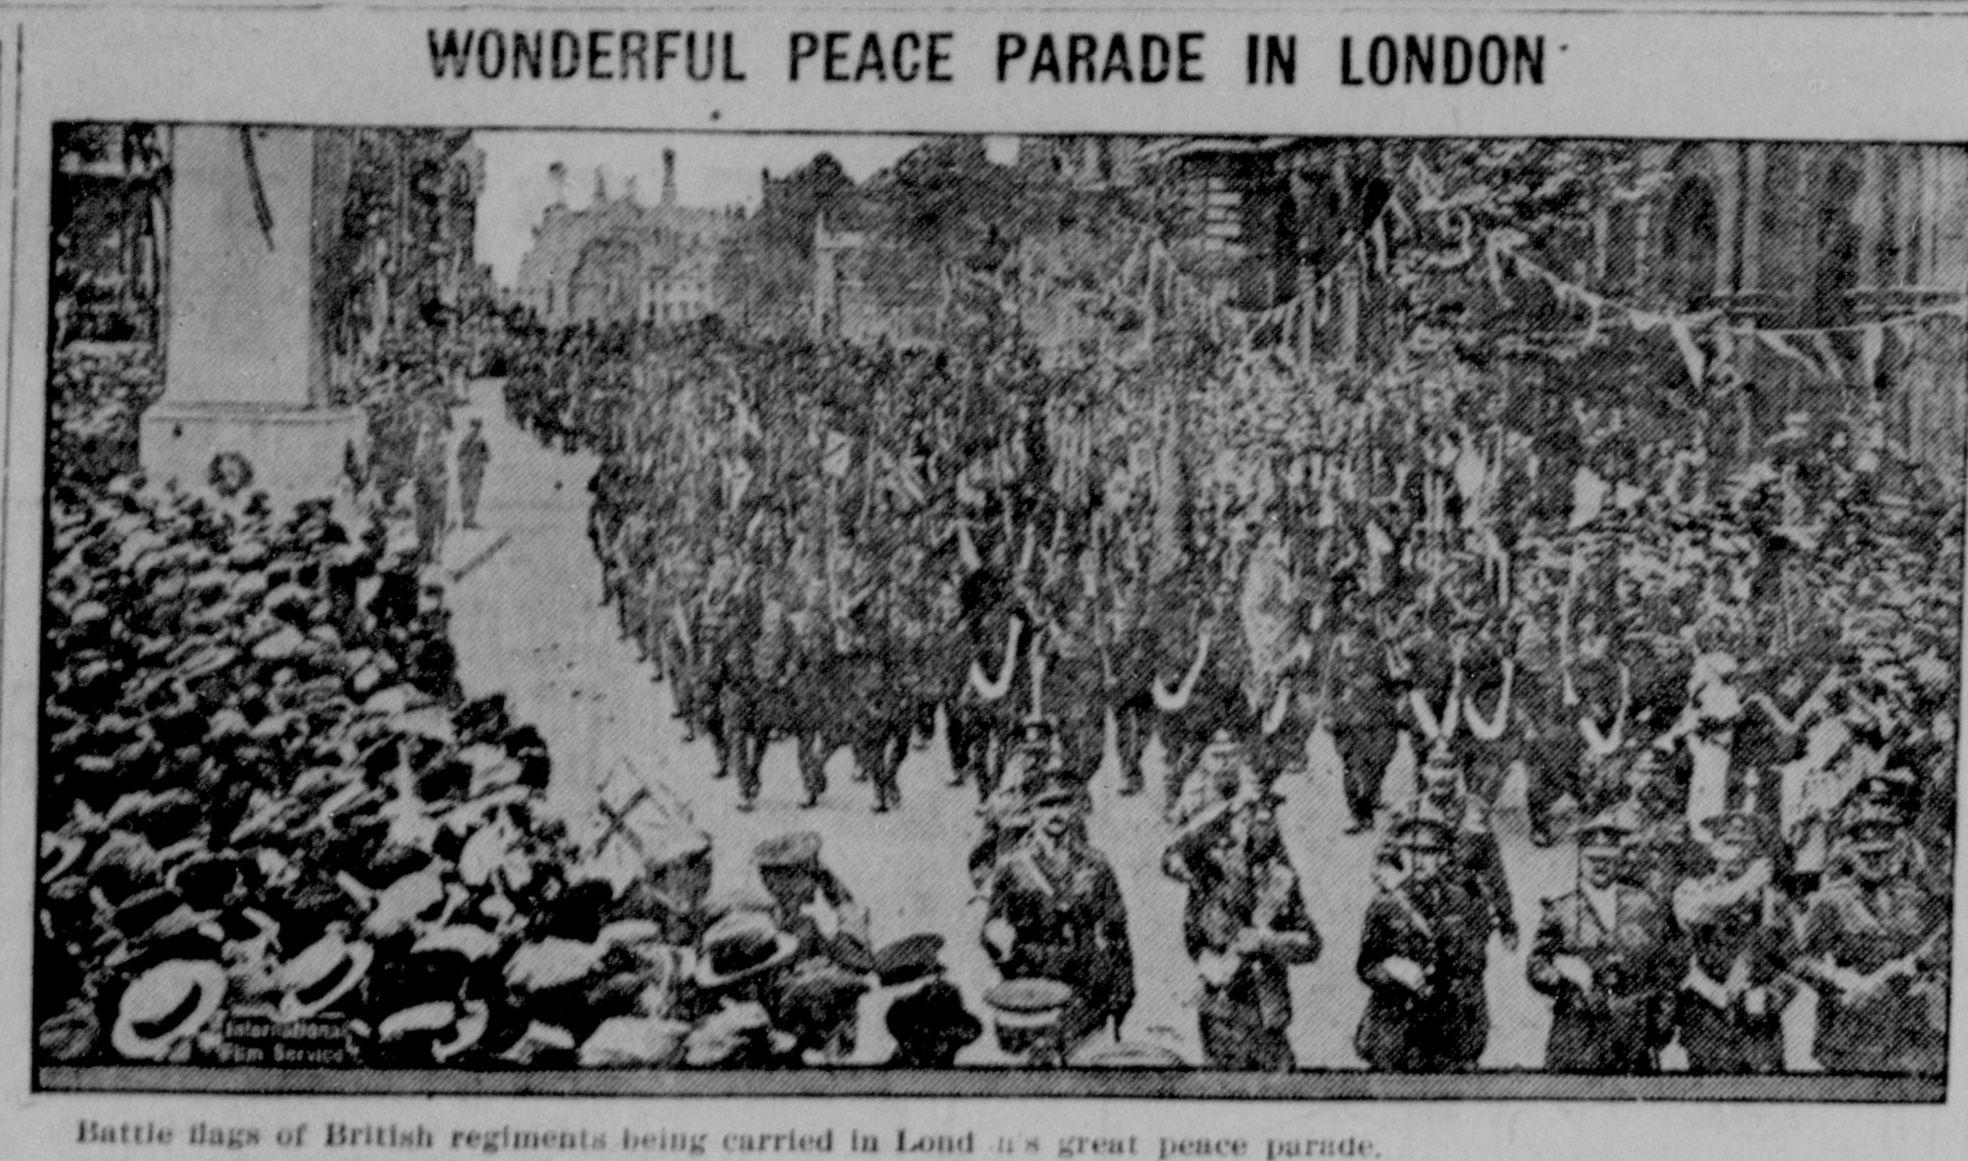 WONDERFUL PEACE PARADE IN LONDON
International
Film Service
Battle flags of British regiments being carried in Lond n's great peace parade.